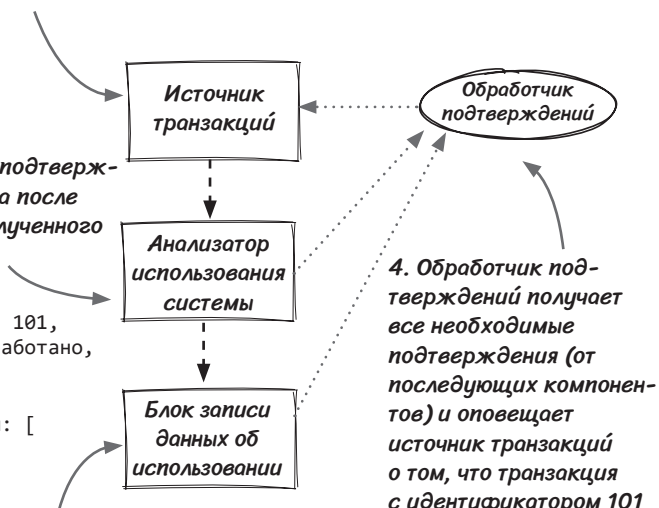 Источник
транзакций
Обработчик
подтверждений
подтверж-
а после
лученного
Анализатор
использования
системы
101,
аботано,
: [
Блок записи
данных об
использовании
4. Обработчик под-
тверждений получает
все необходимые
подтверждения (от
последующих компонен-
тов) и оповещает
источник транзакций
о том, что транзакция
с идентификатором 101